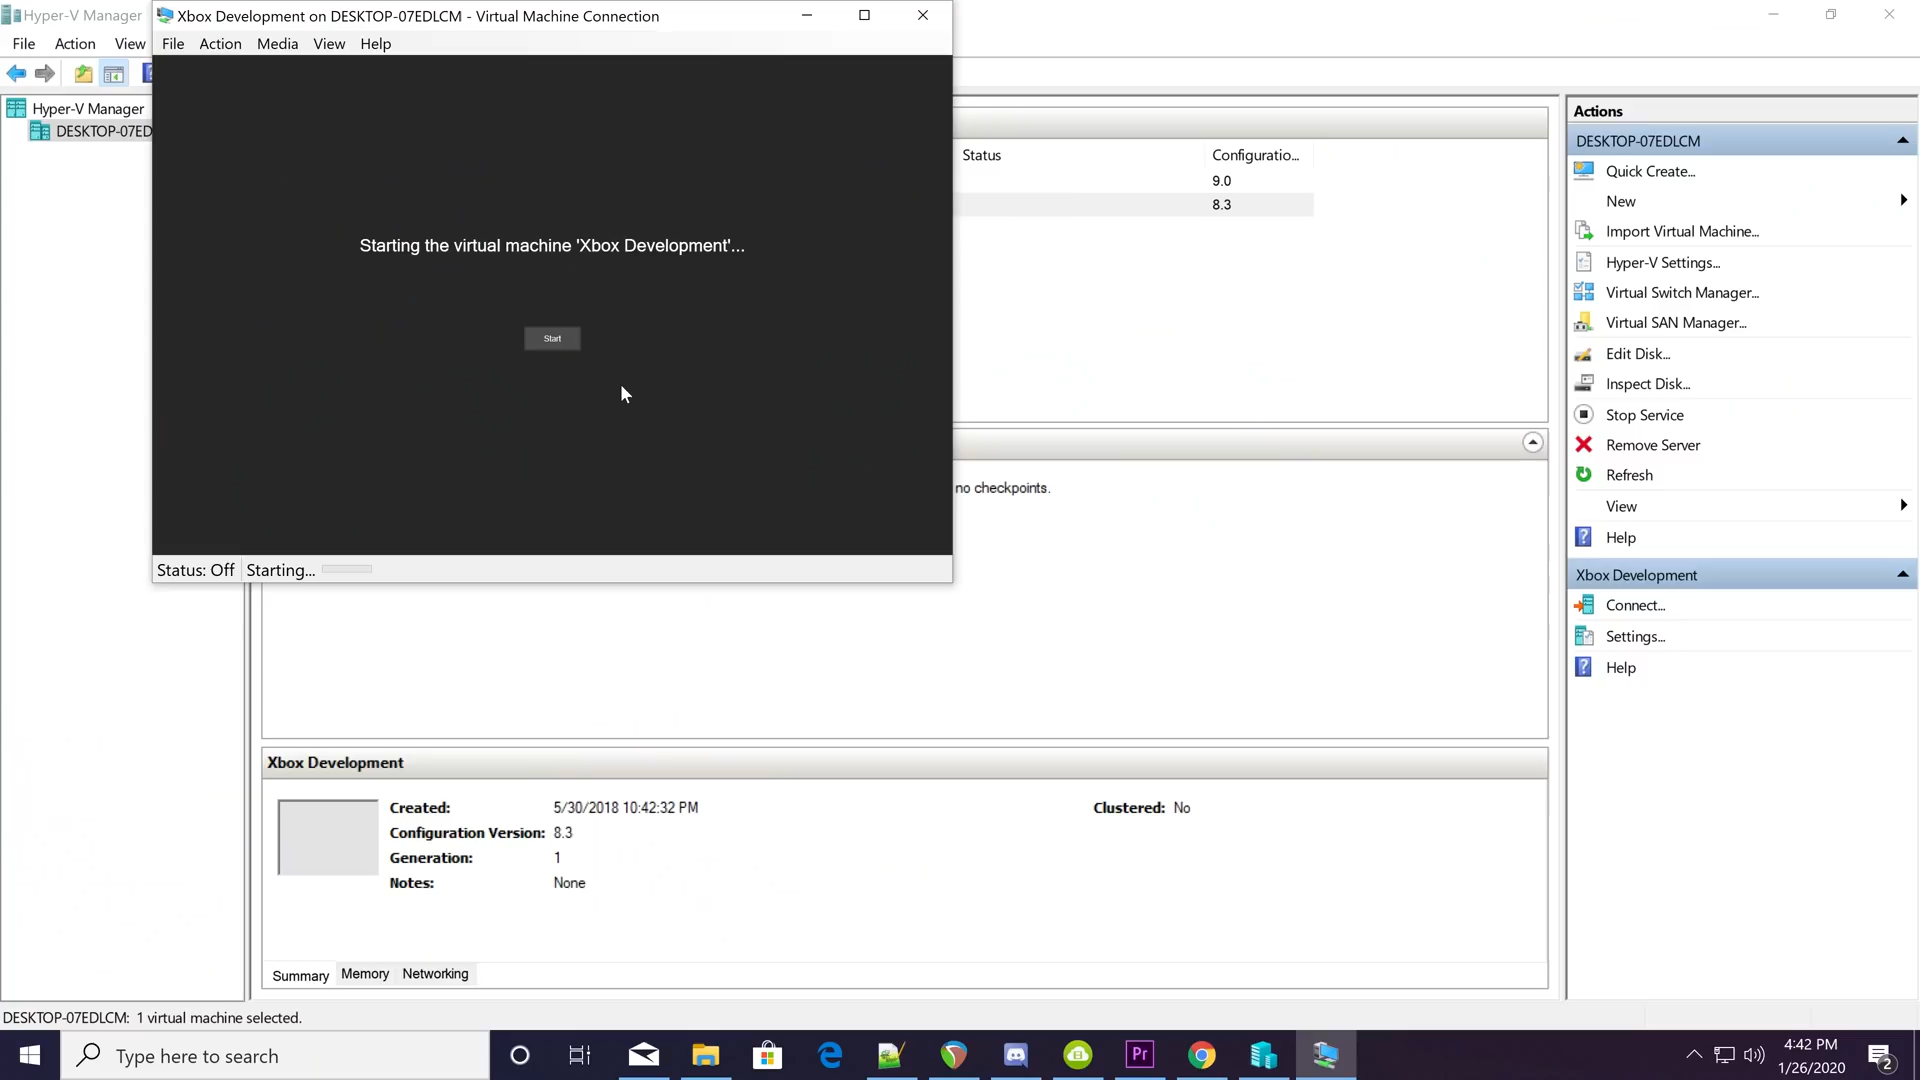 Hyper-V Manager
File Action View
Xbox Development on DESKTOP-07EDLCM - Virtual Machine Connection
File Action Media View Help
Starting the virtual machine 'Xbox Development'...
Start
Status: Off Starting...
Hyper-V Manager
DESKTOP-07ED
Status Configuratio...
9.0
8.3
no checkpoints.
Xbox Development
Created: 5/30/2018 10:42:32 PM Clustered: No
Configuration Version: 8.3
Generation: 1
Notes: None
Summary Memory Networking
Actions
DESKTOP-07EDLCM
Quick Create...
New
Import Virtual Machine...
Hyper-V Settings...
Virtual Switch Manager...
Virtual SAN Manager...
Edit Disk...
Inspect Disk...
Stop Service
Remove Server
Refresh
View
Help
Xbox Development
Connect...
Settings...
Help
DESKTOP-07EDLCM: 1 virtual machine selected.
Type here to search
Pr
4:42 PM
1/26/2020
2